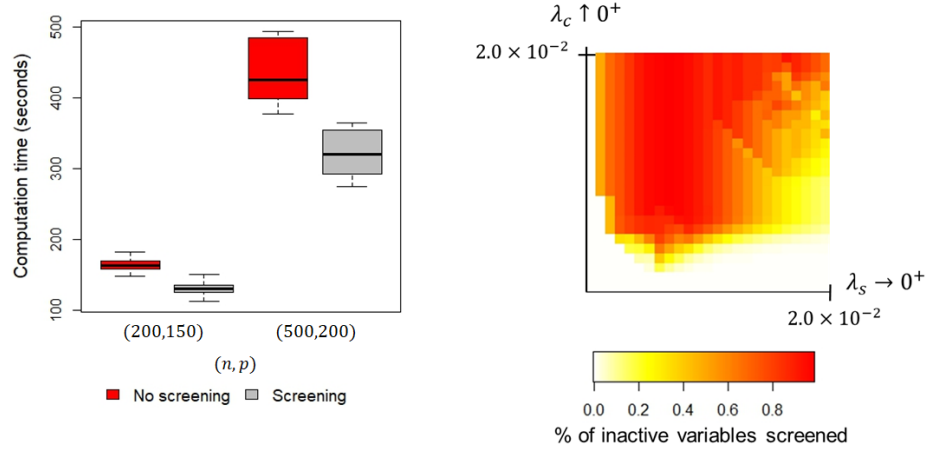 Computation time (seconds)
500
400
300
200
100
(200,150)
(500,200)
(n, p)
No screening
Screening
λ_c ↑ 0⁺
2.0 × 10⁻²
λ_s → 0⁺
2.0 × 10⁻²
0.0 0.2 0.4 0.6 0.8
% of inactive variables screened